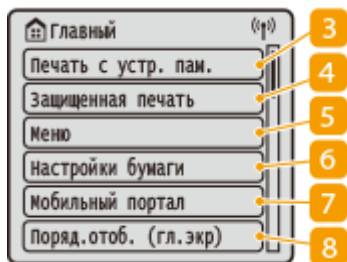 Главный
Печать с устр. пам. 3
Защищенная печать 4
Меню 5
Настройки бумаги 6
Мобильный портал 7
Поряд.отоб. (гл.экр) 8